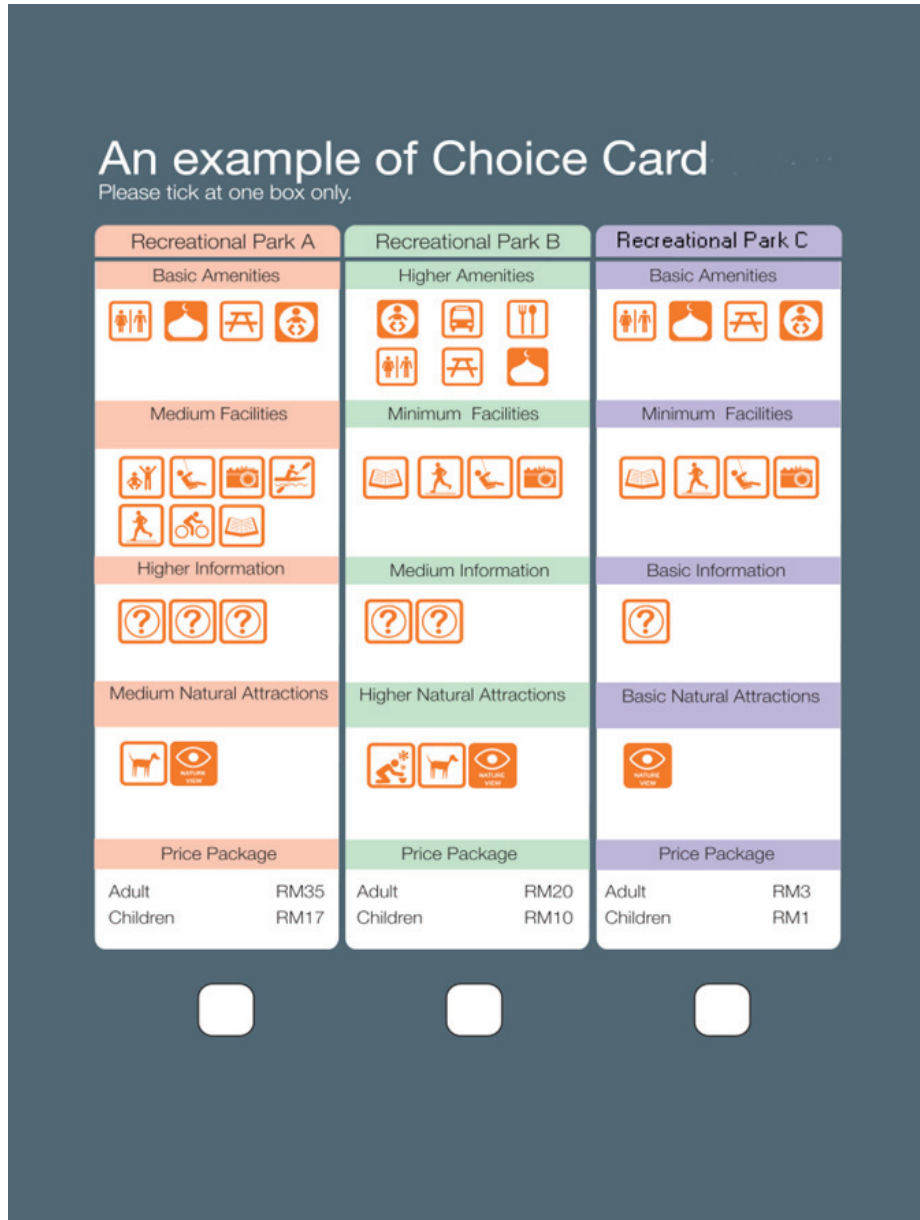 An example of Choice Card
Please tick at one box only.
Recreational Park A
Basic Amenities
Medium Facilities
Higher Information
???
Medium Natural Attractions
NATURE
VIEW
Price Package
Adult RM35
Children RM17
Recreational Park B
Higher Amenities
Minimum Facilities
Medium Information
??
Higher Natural Attractions
NATURE
VIEW
Price Package
Adult RM20
Children RM10
Recreational Park C
Basic Amenities
Minimum Facilities
Basic Information
?
Basic Natural Attractions
NATURE
VIEW
Price Package
Adult RM3
Children RM1